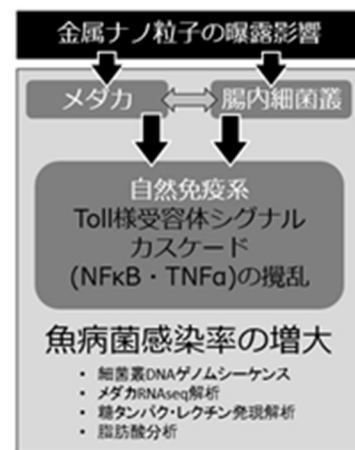 金属ナノ粒子の曝露影響
メダカ
腸内細菌叢
自然免疫系
Toll様受容体シグナル
カスケード
(NFκB・TNFα)の攪乱
魚病菌感染率の増大
・ 細菌叢DNAゲノムシーケンス
・ メダカRNAseq解析
・ 糖タンパク・レクチン発現解析
・ 脂肪酸分析